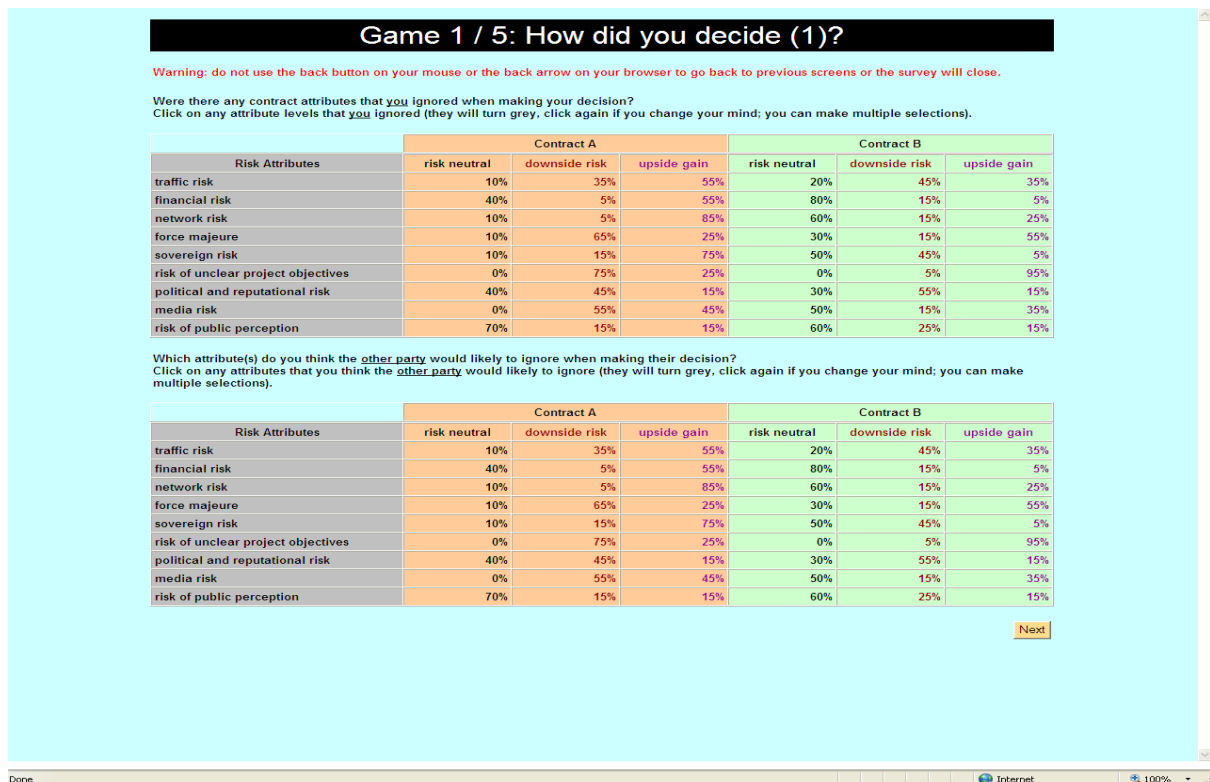 Game 1 / 5: How did you decide (1)?
Warning: do not use the back button on your mouse or the back arrow on your browser to go back to previous screens or the survey will close.
Were there any contract attributes that you ignored when making your decision?
Click on any attribute levels that you ignored (they will turn grey, click again if you change your mind; you can make multiple selections).
Contract A Contract B
Risk Attributes risk neutral downside risk upside gain risk neutral downside risk upside gain
traffic risk 10% 35% 55% 20% 45% 35%
financial risk 40% 5% 55% 80% 15% 5%
network risk 10% 5% 85% 60% 15% 25%
force majeure 10% 65% 25% 30% 15% 55%
sovereign risk 10% 15% 75% 50% 45% 5%
risk of unclear project objectives 0% 75% 25% 0% 5% 95%
political and reputational risk 40% 45% 15% 30% 55% 15%
media risk 0% 55% 45% 50% 15% 35%
risk of public perception 70% 15% 15% 60% 25% 15%
Which attribute(s) do you think the other party would likely to ignore when making their decision?
Click on any attributes that you think the other party would likely to ignore (they will turn grey, click again if you change your mind; you can make
multiple selections).
Contract A Contract B
Risk Attributes risk neutral downside risk upside gain risk neutral downside risk upside gain
traffic risk 10% 35% 55% 20% 45% 35%
financial risk 40% 5% 55% 80% 15% 5%
network risk 10% 5% 85% 60% 15% 25%
force majeure 10% 65% 25% 30% 15% 55%
sovereign risk 10% 15% 75% 50% 45% 5%
risk of unclear project objectives 0% 75% 25% 0% 5% 95%
political and reputational risk 40% 45% 15% 30% 55% 15%
media risk 0% 55% 45% 50% 15% 35%
risk of public perception 70% 15% 15% 60% 25% 15%
Next
Done Internet 100%